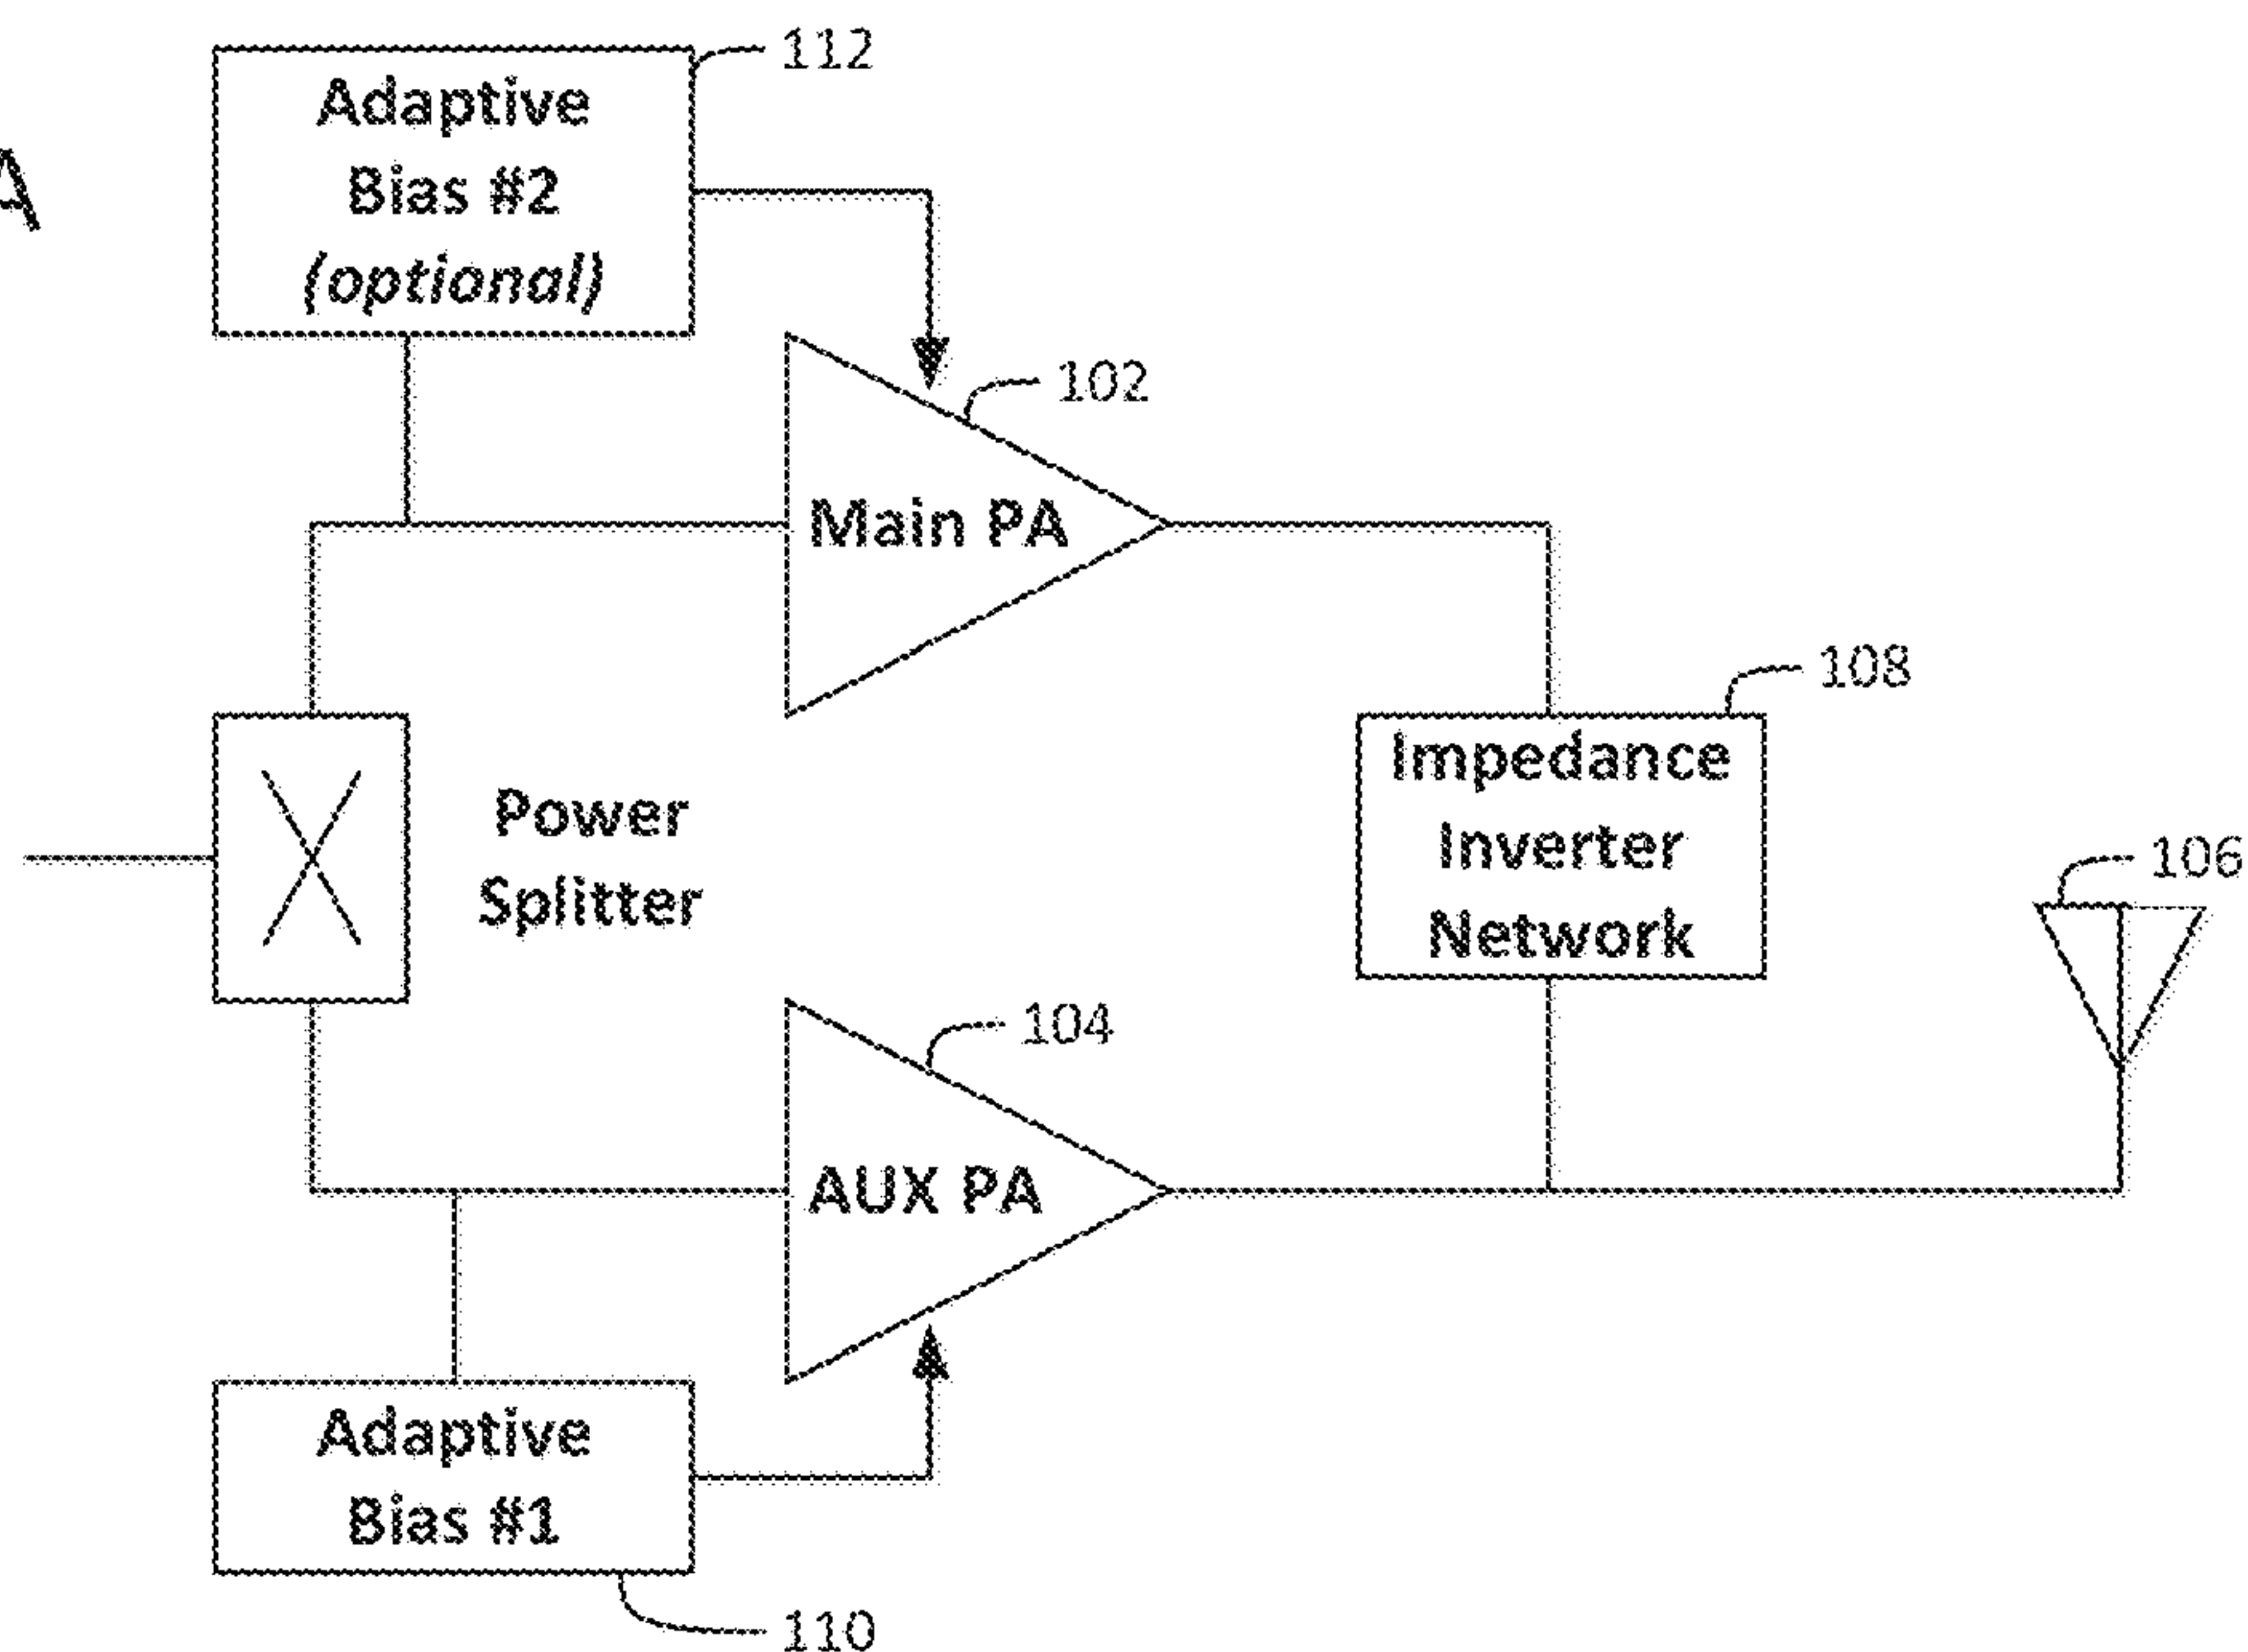 112
Adaptive
Bias #2
(optional)
A
102
Main PA
108
Impedance
Inverter
Network
Power
Splitter
106
104
AUX PA
Adaptive
Bias #1
110